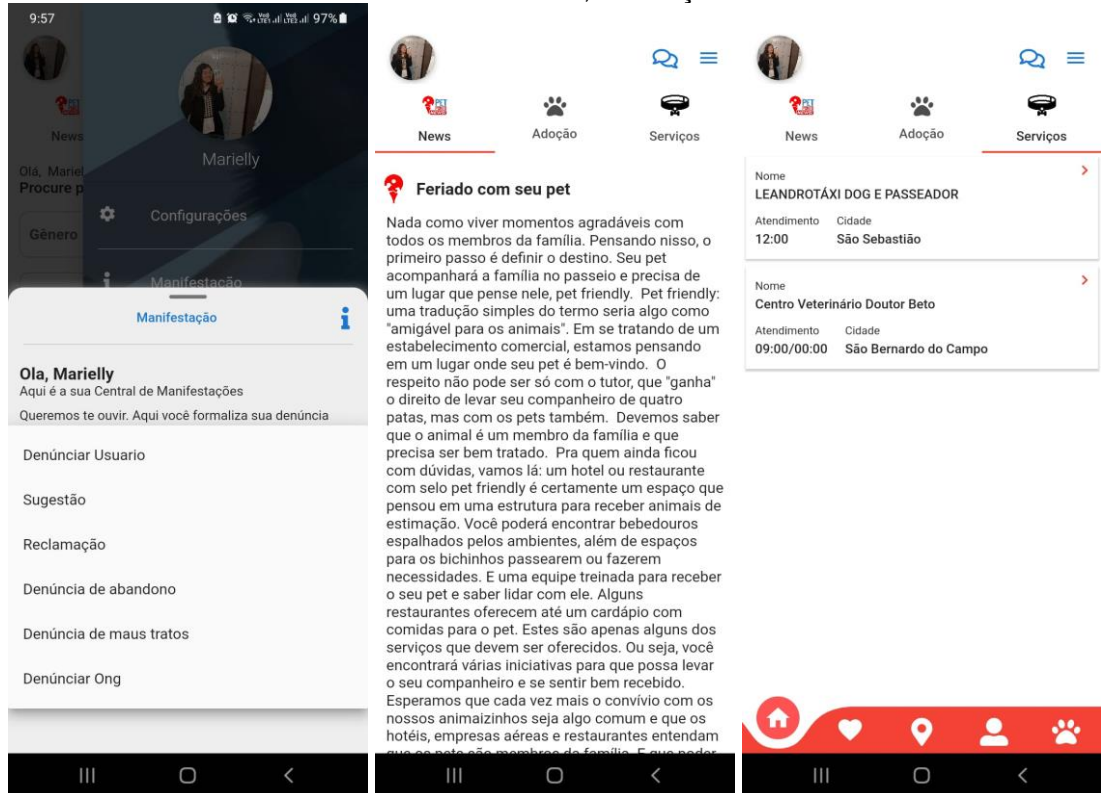 9:57
97%
News
Marielly
Olá, Mariel
Procure p
Gênero
Configurações
Manifestação
Manifestação
Ola, Marielly
Aqui é a sua Central de Manifestações
Queremos te ouvir. Aqui você formaliza sua denúncia
Denúnciar Usuario
Sugestão
Reclamação
Denúncia de abandono
Denúncia de maus tratos
Denúnciar Ong
News
Adoção
Serviços
Feriado com seu pet
Nada como viver momentos agradáveis com
todos os membros da família. Pensando nisso, o
primeiro passo é definir o destino. Seu pet
acompanhará a família no passeio e precisa de
um lugar que pense nele, pet friendly. Pet friendly:
uma tradução simples do termo seria algo como
"amigável para os animais". Em se tratando de um
estabelecimento comercial, estamos pensando
em um lugar onde seu pet é bem-vindo. O
respeito não pode ser só com o tutor, que "ganha"
o direito de levar seu companheiro de quatro
patas, mas com os pets também. Devemos saber
que o animal é um membro da família e que
precisa ser bem tratado. Pra quem ainda ficou
com dúvidas, vamos lá: um hotel ou restaurante
com selo pet friendly é certamente um espaço que
pensou em uma estrutura para receber animais de
estimação. Você poderá encontrar bebedouros
espalhados pelos ambientes, além de espaços
para os bichinhos passearem ou fazerem
necessidades. E uma equipe treinada para receber
o seu pet e saber lidar com ele. Alguns
restaurantes oferecem até um cardápio com
comidas para o pet. Estes são apenas alguns dos
serviços que devem ser oferecidos. Ou seja, você
encontrará várias iniciativas para que possa levar
o seu companheiro e se sentir bem recebido.
Esperamos que cada vez mais o convívio com os
nossos animaizinhos seja algo comum e que os
hotéis, empresas aéreas e restaurantes entendam
que os pets são membros da família. E que poder
News
Adoção
Serviços
Nome
LEANDROTÁXI DOG E PASSEADOR
Atendimento Cidade
12:00 São Sebastião
Nome
Centro Veterinário Doutor Beto
Atendimento Cidade
09:00/00:00 São Bernardo do Campo